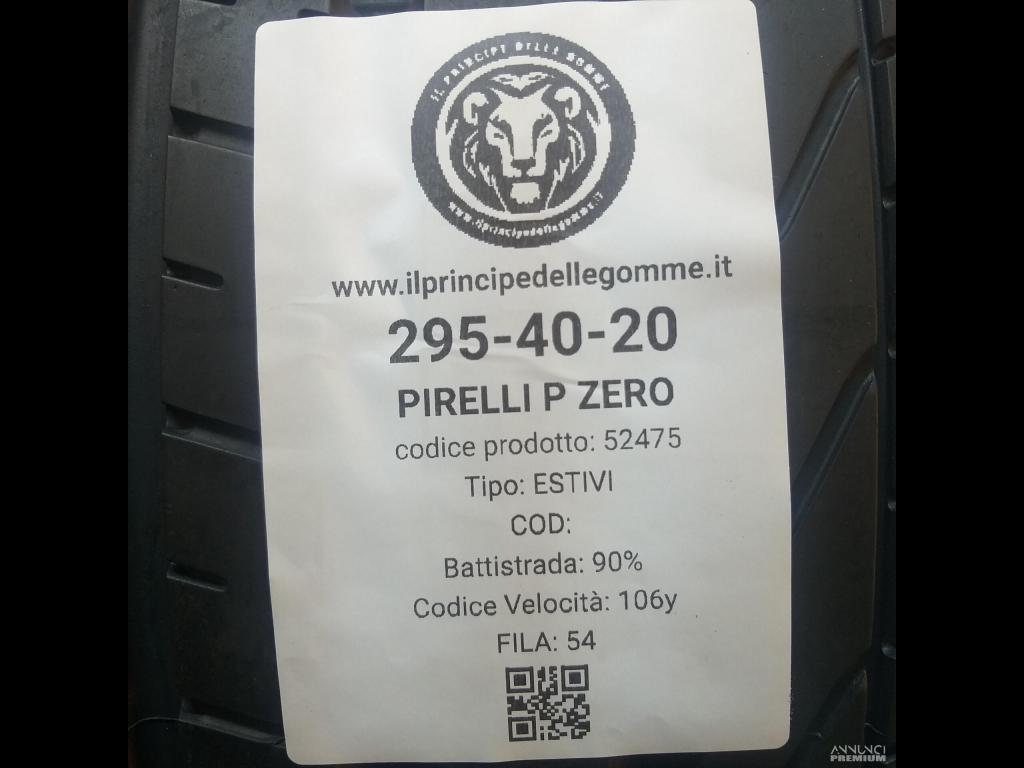 IL PRINCIPE DELLE GOMME
www.ilprincipedellegomme.it
www.ilprincipedellegomme.it
295-40-20
PIRELLI P ZERO
codice prodotto: 52475
Tipo: ESTIVI
COD:
Battistrada: 90%
Codice Velocità: 106y
FILA: 54
ANNUNCI
PREMIUM